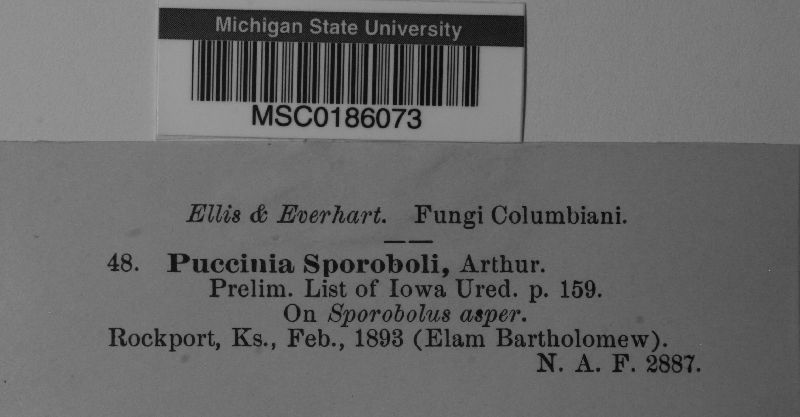 Michigan State University
MSC0186073
Ellis & Everhart. Fungi Columbiani.
48. Puccinia Sporoboli, Arthur.
Prelim. List of Iowa Ured. p. 159.
On Sporobolus asper.
Rockport, Ks., Feb., 1893 (Elam Bartholomew).
N. A. F. 2887.